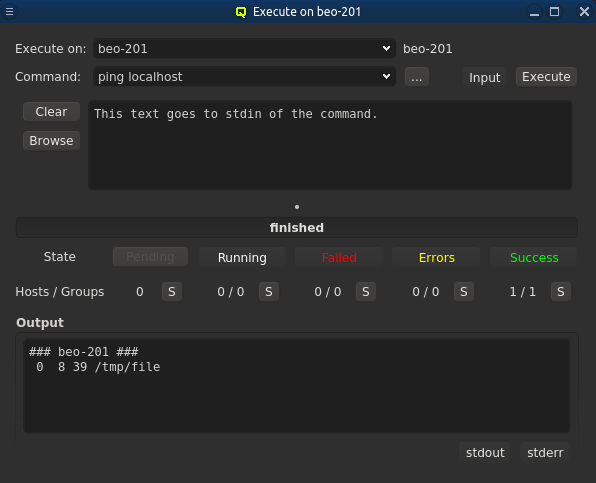 Execute on beo-201
Execute on: beo-201 beo-201
Command: ping localhost ... Input Execute
Clear
Browse
This text goes to stdin of the command.
finished
State Pending Running Failed Errors Success
Hosts / Groups 0 S 0 / 0 S 0 / 0 S 0 / 0 S 1 / 1 S
Output
### beo-201 ###
0 8 39 /tmp/file
stdout stderr